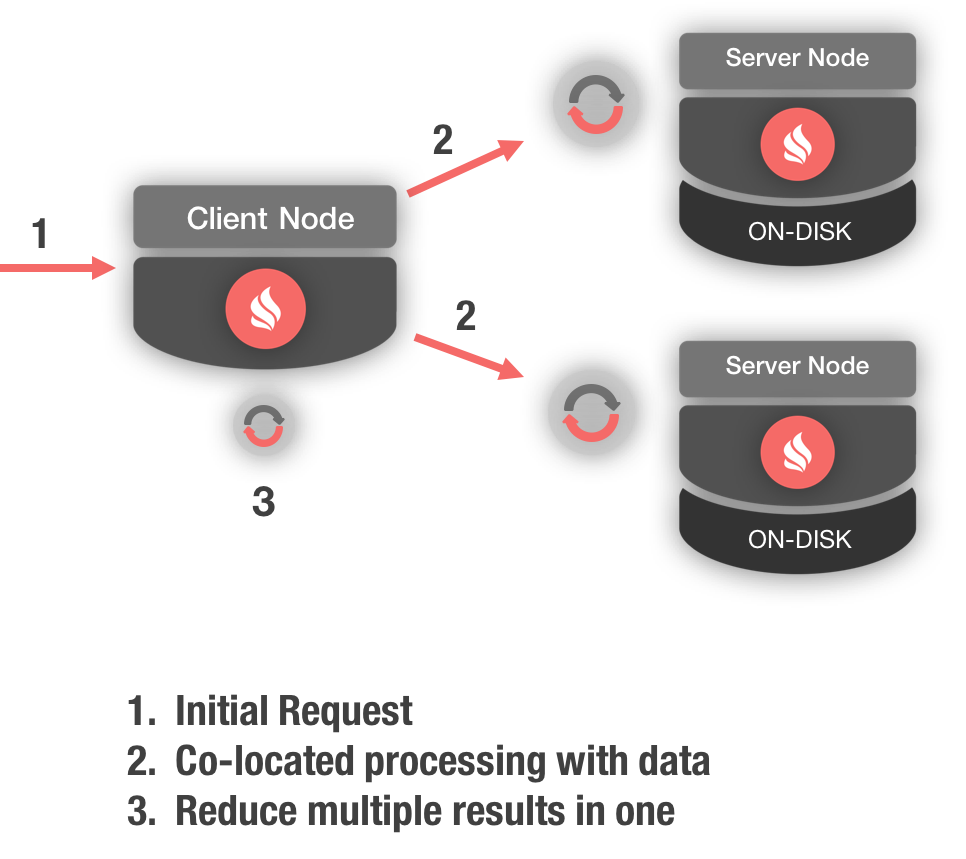 Server Node
2
Client Node
1
ON-DISK
2
Server Node
3
ON-DISK
1. Initial Request
2. Co-located processing with data
3. Reduce multiple results in one